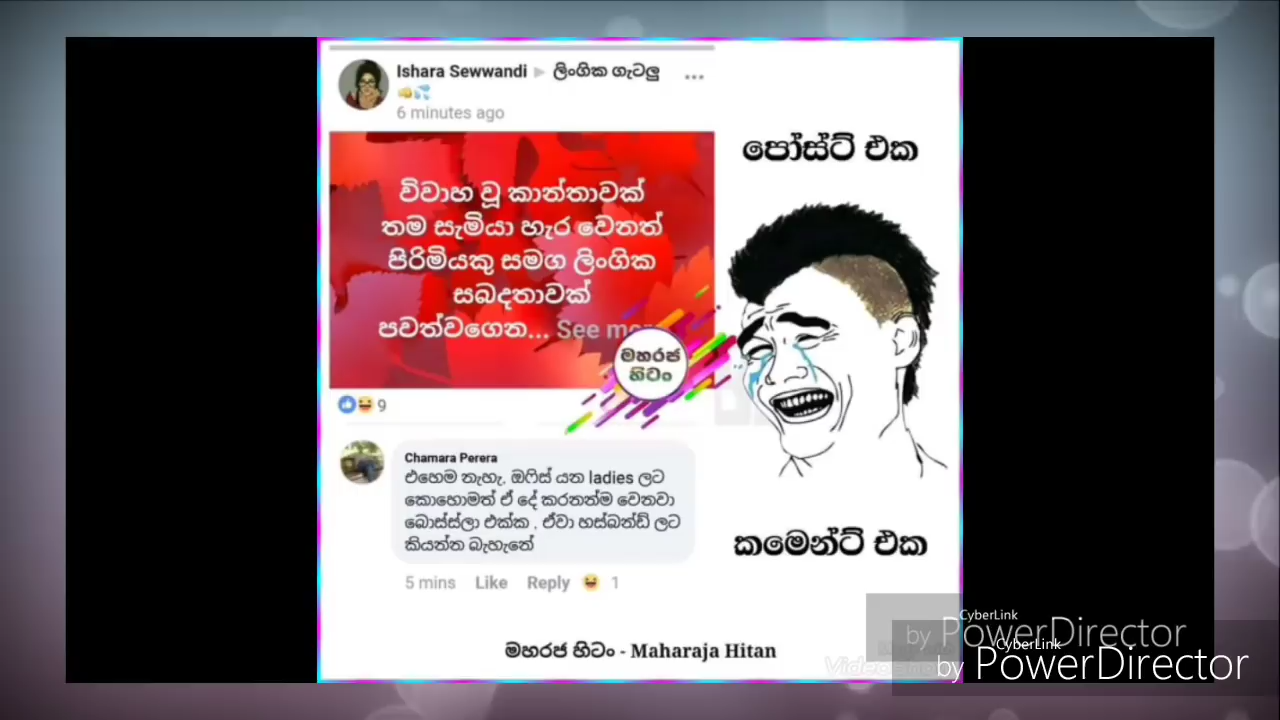 Ishara Sewwandi ▶ ලිංගික ගැටලු ...
6 minutes ago
විවාහ වූ කාන්තාවක්
තම සැමියා හැර වෙනත්
පිරිමියකු සමග ලිංගික
සබදතාවක්
පවත්වගෙන... See more
මහරජ
හිටං
9
Chamara Perera
එහෙම නැහැ, ඔෆිස් යන ladies ලට
කොහොමත් ඒ දේ කරනන්ම වෙනවා
බොස්ස්ලා එක්ක , ඒවා හස්බන්ඩ් ලට
කියන්න බැහැනේ
5 mins Like Reply 1
පෝස්ට් එක
කමෙන්ට් එක
මහරජ හිටං - Maharaja Hitan
CyberLink
by PowerDirector
CyberLink
by PowerDirector